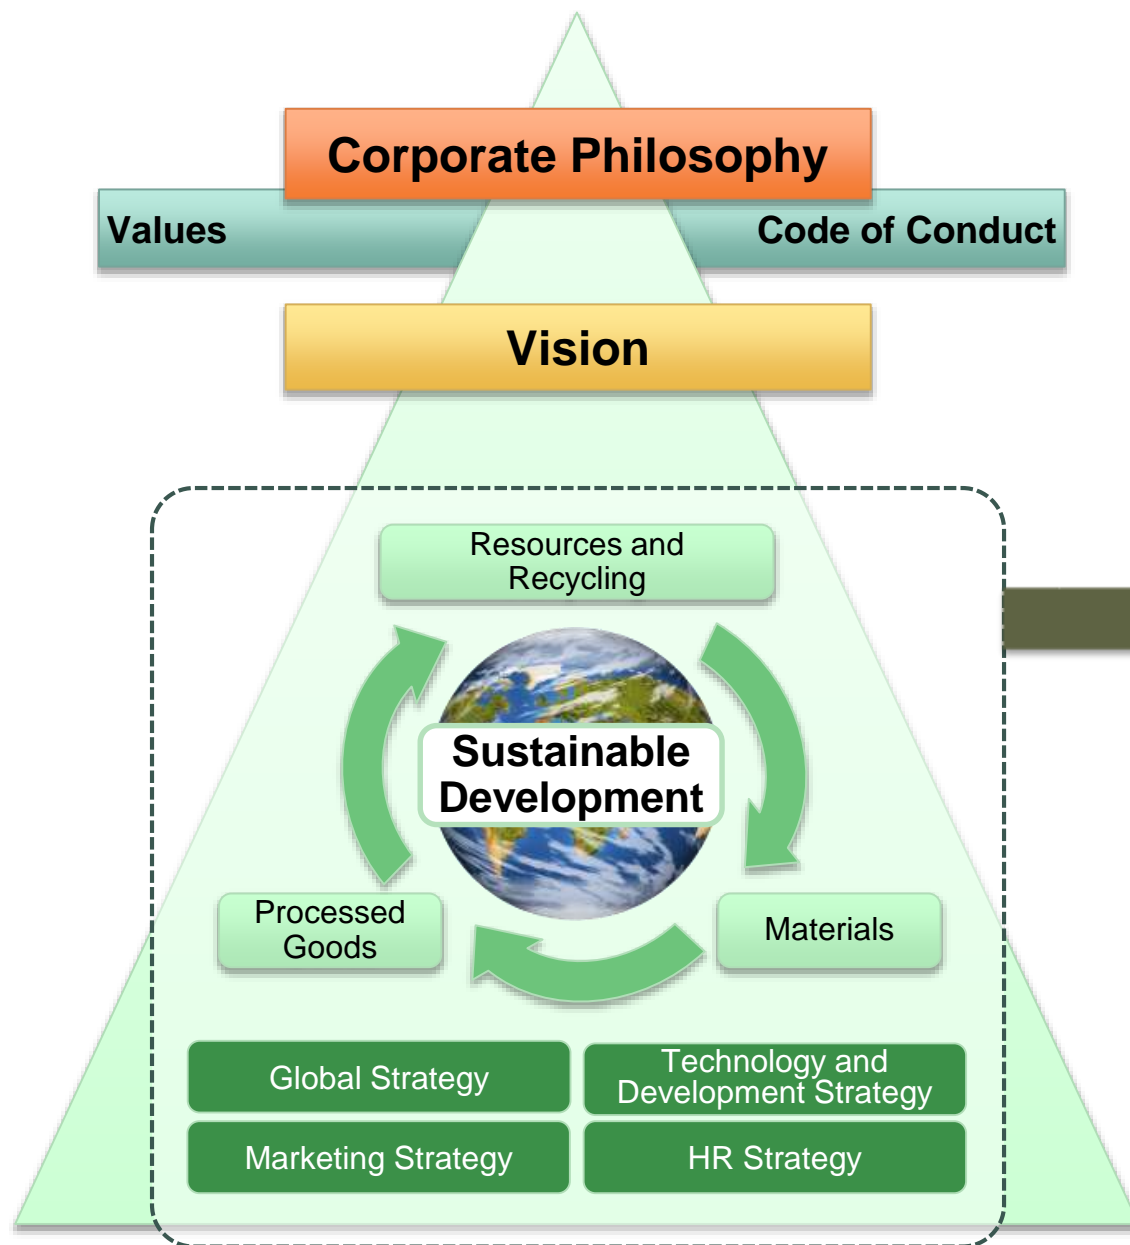 Corporate Philosophy
Values
Code of Conduct
Vision
Resources and
Recycling
Sustainable
Development
Processed
Goods
Materials
Global Strategy
Technology and
Development Strategy
Marketing Strategy
HR Strategy